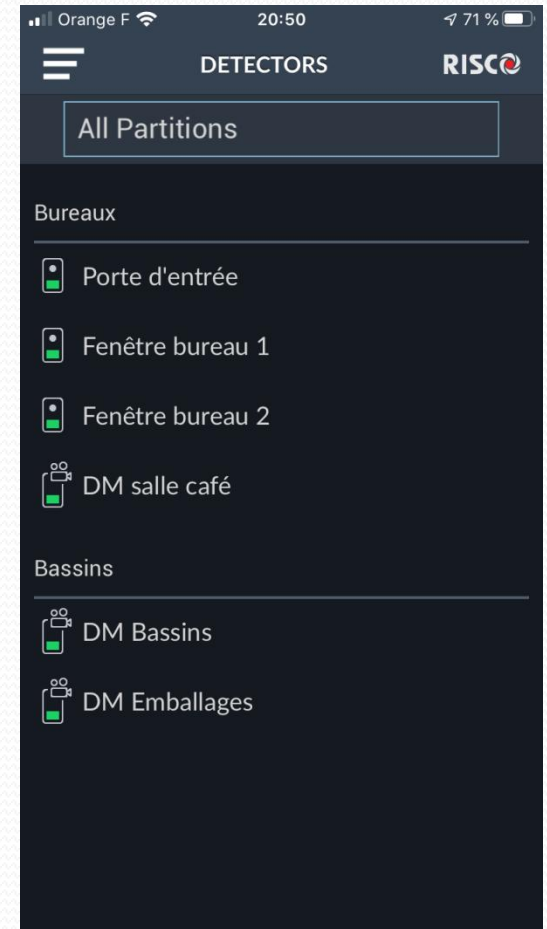 Orange F 20:50 71 %
DETECTORS RISCO
All Partitions
Bureaux
Porte d'entrée
Fenêtre bureau 1
Fenêtre bureau 2
DM salle café
Bassins
DM Bassins
DM Emballages